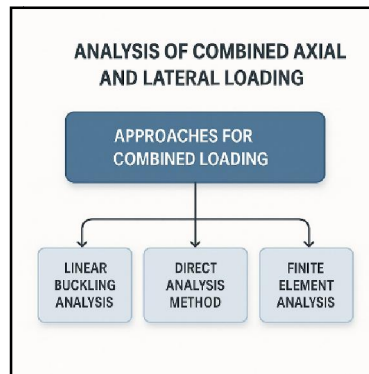 ANALYSIS OF COMBINED AXIAL
AND LATERAL LOADING
APPROACHES FOR
COMBINED LOADING
LINEAR
BUCKLING
ANALYSIS
DIRECT
ANALYSIS
METHOD
FINITE
ELEMENT
ANALYSIS